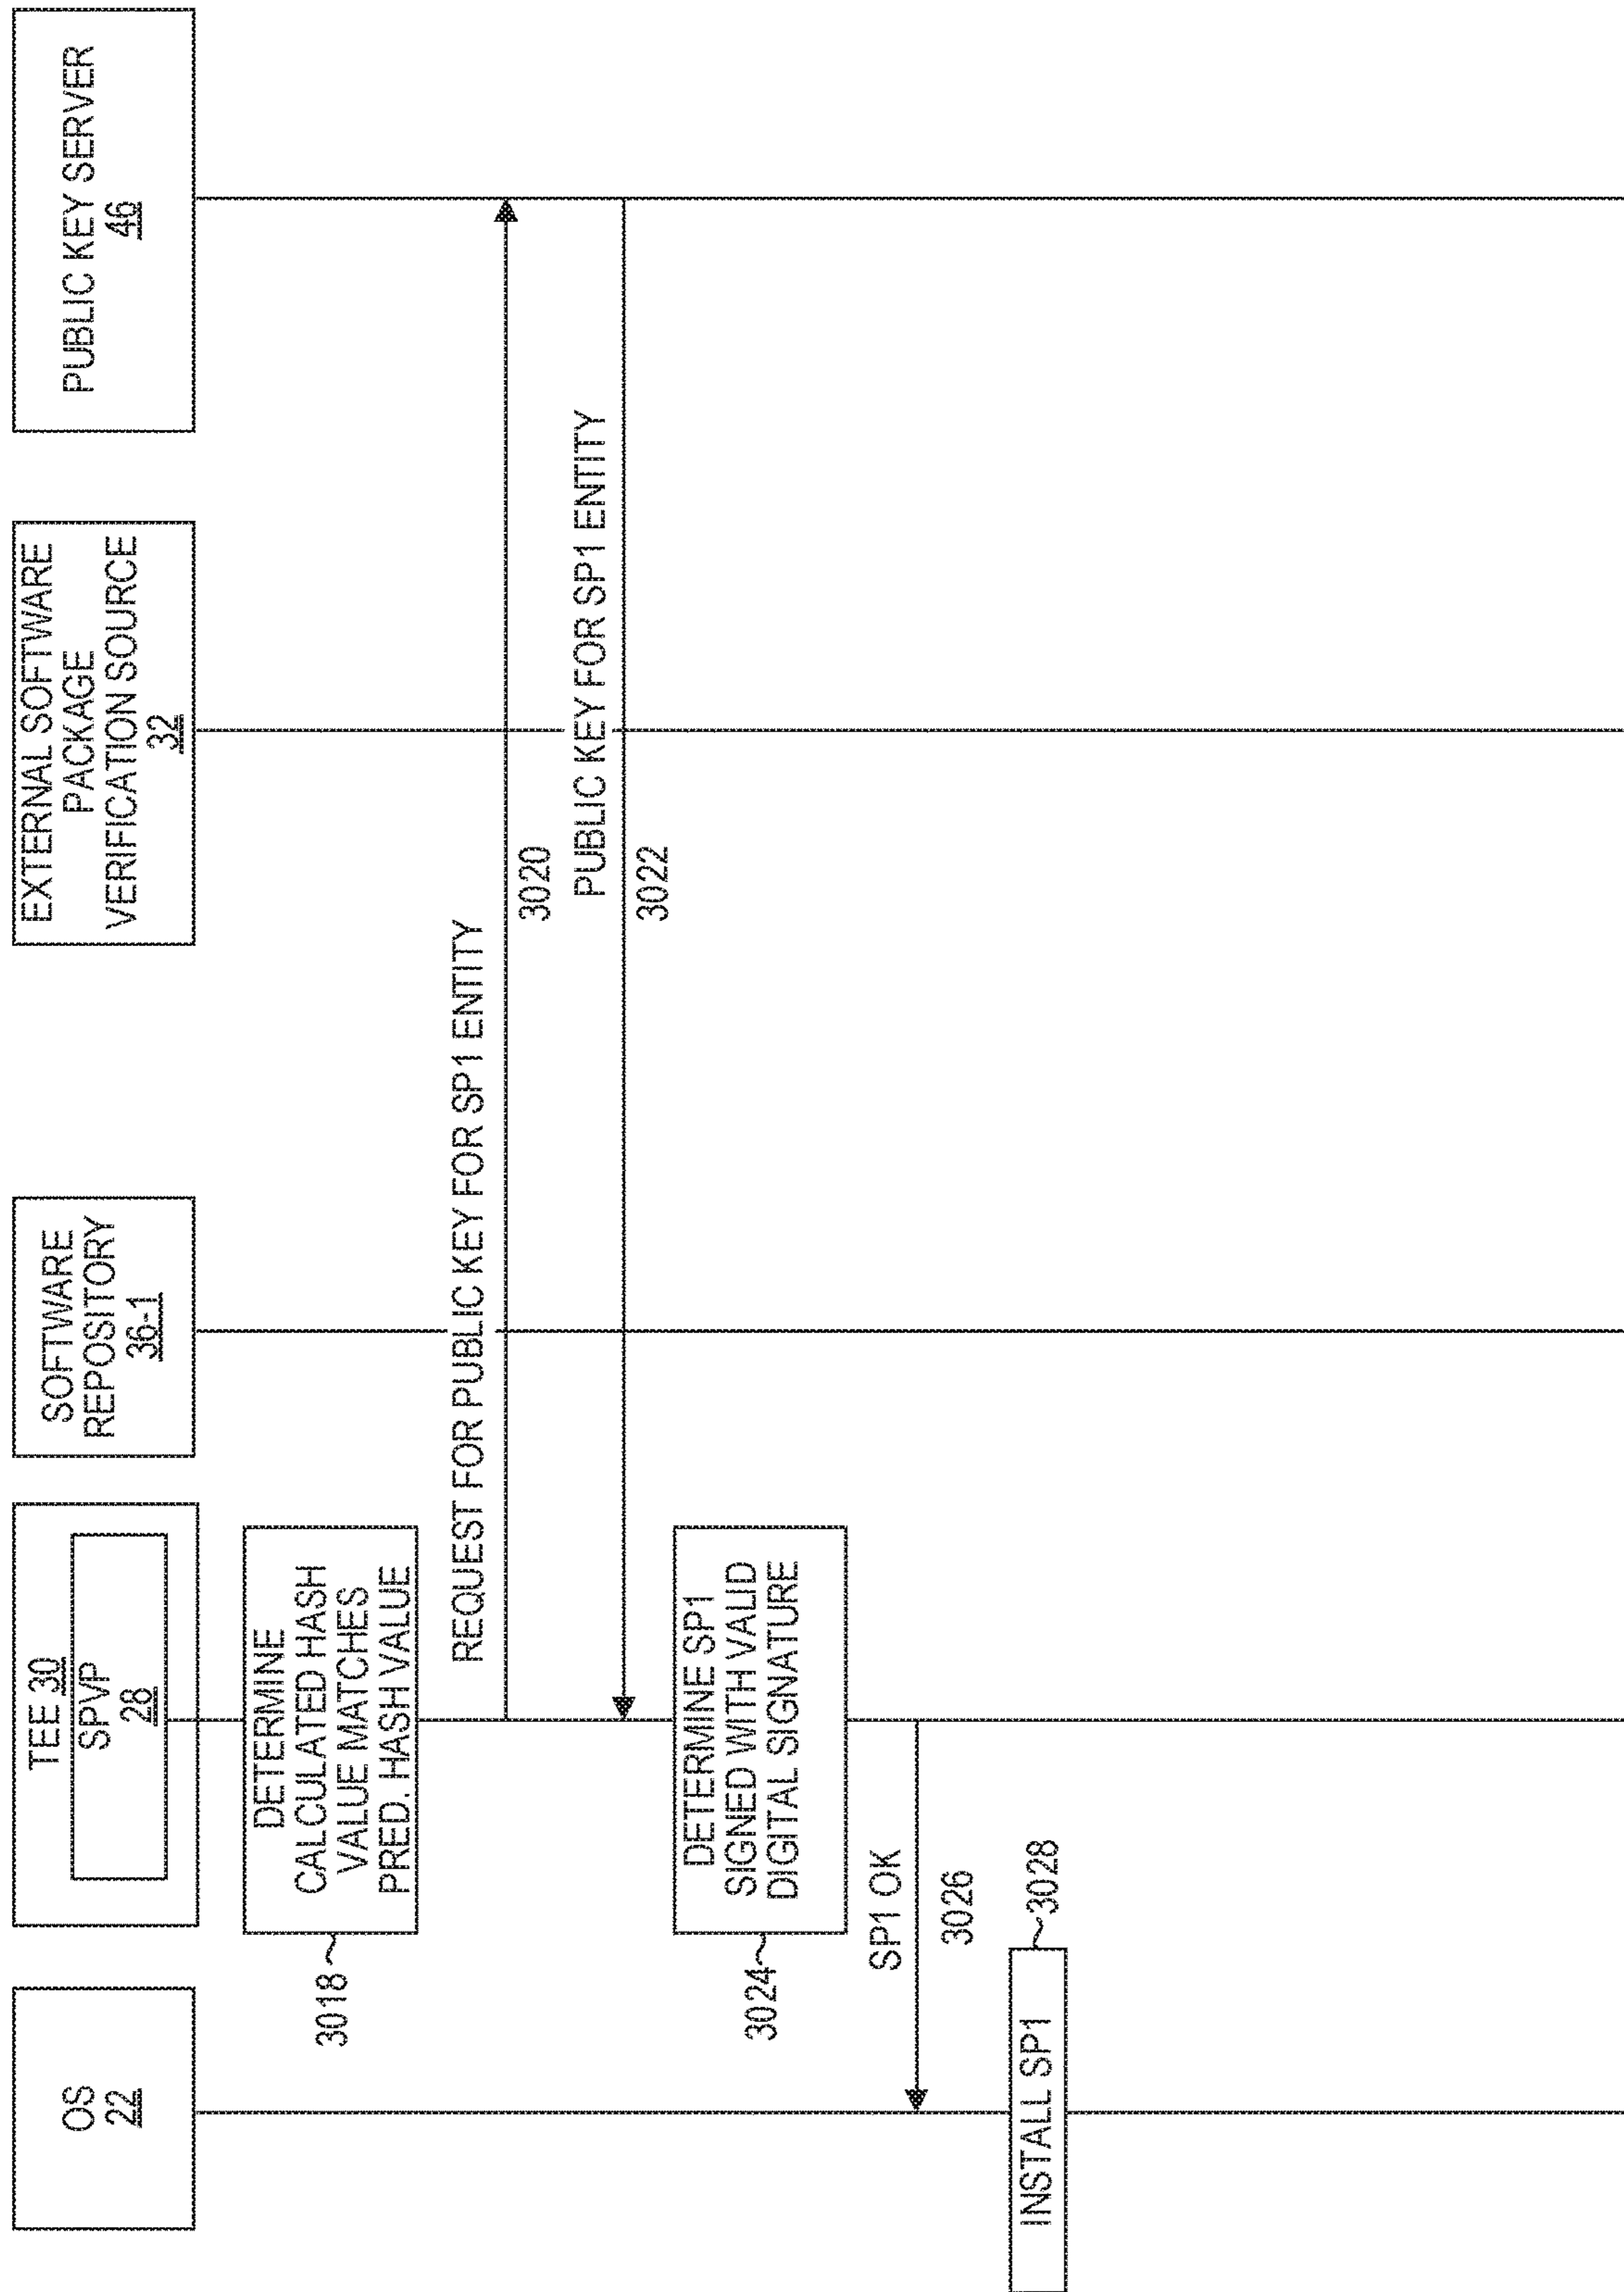 OS
22
TEE 30
SPVP
28
SOFTWARE
REPOSITORY
36-1
EXTERNAL SOFTWARE
PACKAGE
VERIFICATION SOURCE
32
PUBLIC KEY SERVER
46
DETERMINE
CALCULATED HASH
VALUE MATCHES
PRED. HASH VALUE
3018
REQUEST FOR PUBLIC KEY FOR SP1 ENTITY
3020
PUBLIC KEY FOR SP1 ENTITY
3022
DETERMINE SP1
SIGNED WITH VALID
DIGITAL SIGNATURE
3024
SP1 OK
3026
INSTALL SP1
3028